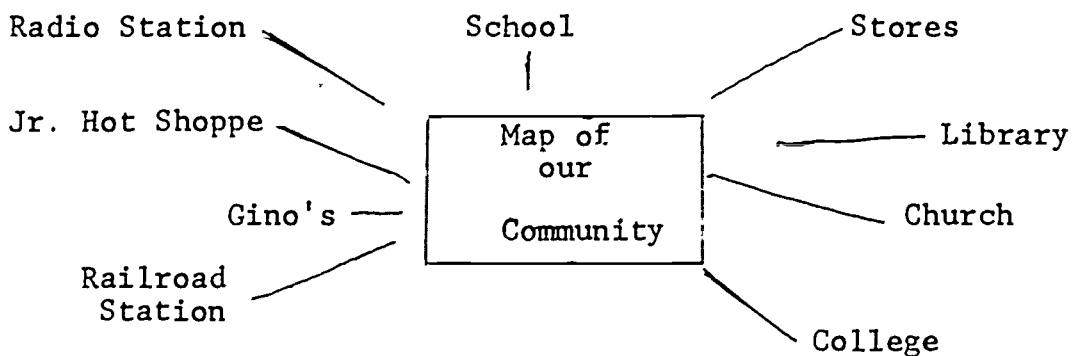 Radio Station
School
Stores
Jr. Hot Shoppe
Map of
our
Community
Library
Gino's
Church
Railroad
Station
College